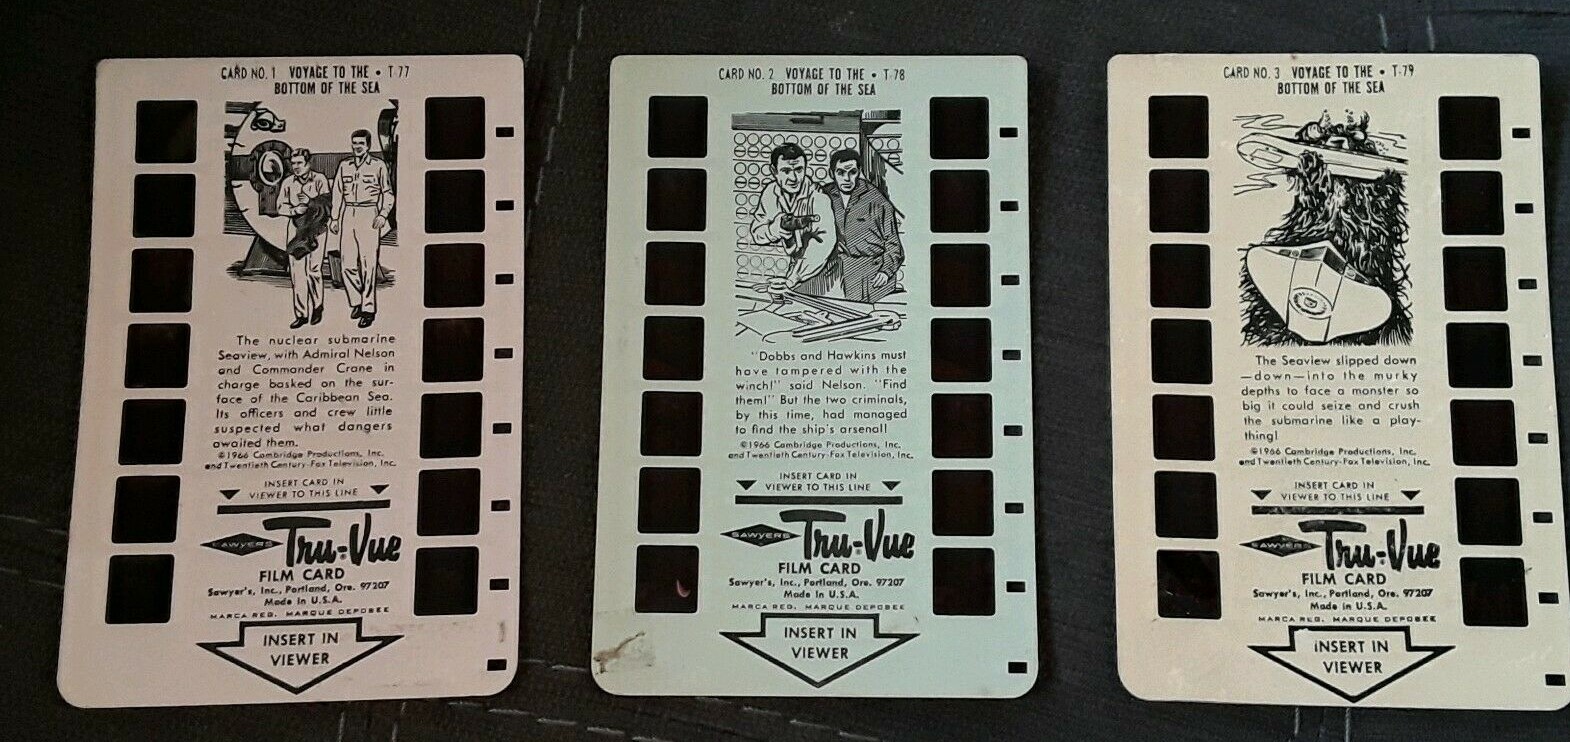 CARD NO. 1 VOYAGE TO THE • T 77
BOTTOM OF THE SEA
The nuclear submarine
Seaview, with Admiral Nelson
and Commander Crane in
charge basked on the sur-
face of the Caribbean Sea.
Its officers and crew little
suspected what dangers
awaited them.
©1966 Cambridge Productions, Inc.
and Twentieth Century-Fox Television, Inc.
INSERT CARD IN
VIEWER TO THIS LINE
SAWYERS Tru-Vue
FILM CARD
Sawyer's, Inc., Portland, Ore. 97207
Made in U.S.A.
MARCA REG. MARQUE DEPOSEE
INSERT IN
VIEWER
CARD NO. 2 VOYAGE TO THE • T-78
BOTTOM OF THE SEA
"Dobbs and Hawkins must
have tampered with the
winch!" said Nelson. "Find
them!" But the two criminals,
by this time, had managed
to find the ship's arsenal!
©1966 Cambridge Productions, Inc.
and Twentieth Century-Fox Television, Inc.
INSERT CARD IN
VIEWER TO THIS LINE
SAWYERS Tru-Vue
FILM CARD
Sawyer's, Inc., Portland, Ore. 97207
Made in U.S.A.
MARCA REG. MARQUE DEPOSEE
INSERT IN
VIEWER
CARD NO. 3 VOYAGE TO THE • T-79
BOTTOM OF THE SEA
The Seaview slipped down
—down—into the murky
depths to face a monster so
big it could seize and crush
the submarine like a play-
thing!
©1966 Cambridge Productions, Inc.
and Twentieth Century-Fox Television, Inc.
INSERT CARD IN
VIEWER TO THIS LINE
SAWYERS Tru-Vue
FILM CARD
Sawyer's, Inc., Portland, Ore. 97207
Made in U.S.A.
MARCA REG. MARQUE DEPOSEE
INSERT IN
VIEWER